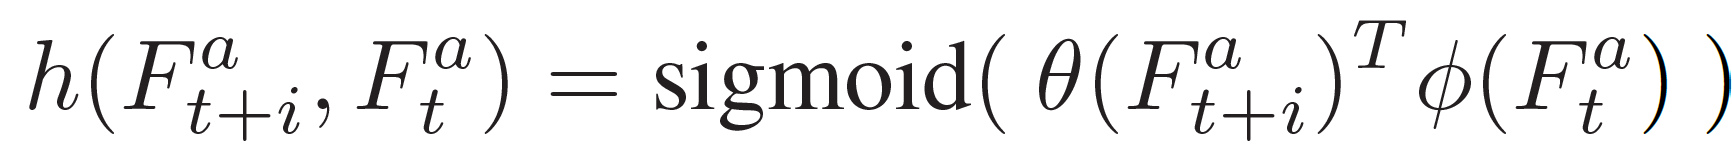 h(F^a_{t+i}, F^a_t) = sigmoid( θ(F^a_{t+i})^T ϕ(F^a_t) )